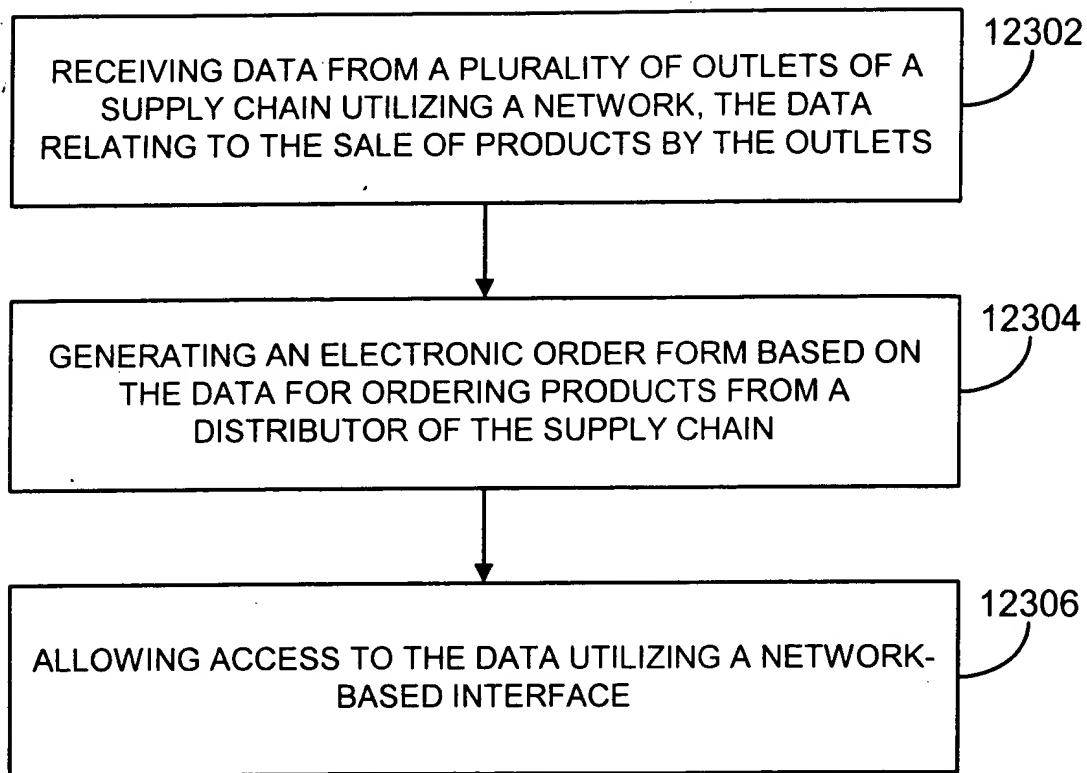 12302
RECEIVING DATA FROM A PLURALITY OF OUTLETS OF A
SUPPLY CHAIN UTILIZING A NETWORK, THE DATA
RELATING TO THE SALE OF PRODUCTS BY THE OUTLETS
12304
GENERATING AN ELECTRONIC ORDER FORM BASED ON
THE DATA FOR ORDERING PRODUCTS FROM A
DISTRIBUTOR OF THE SUPPLY CHAIN
12306
ALLOWING ACCESS TO THE DATA UTILIZING A NETWORK-
BASED INTERFACE